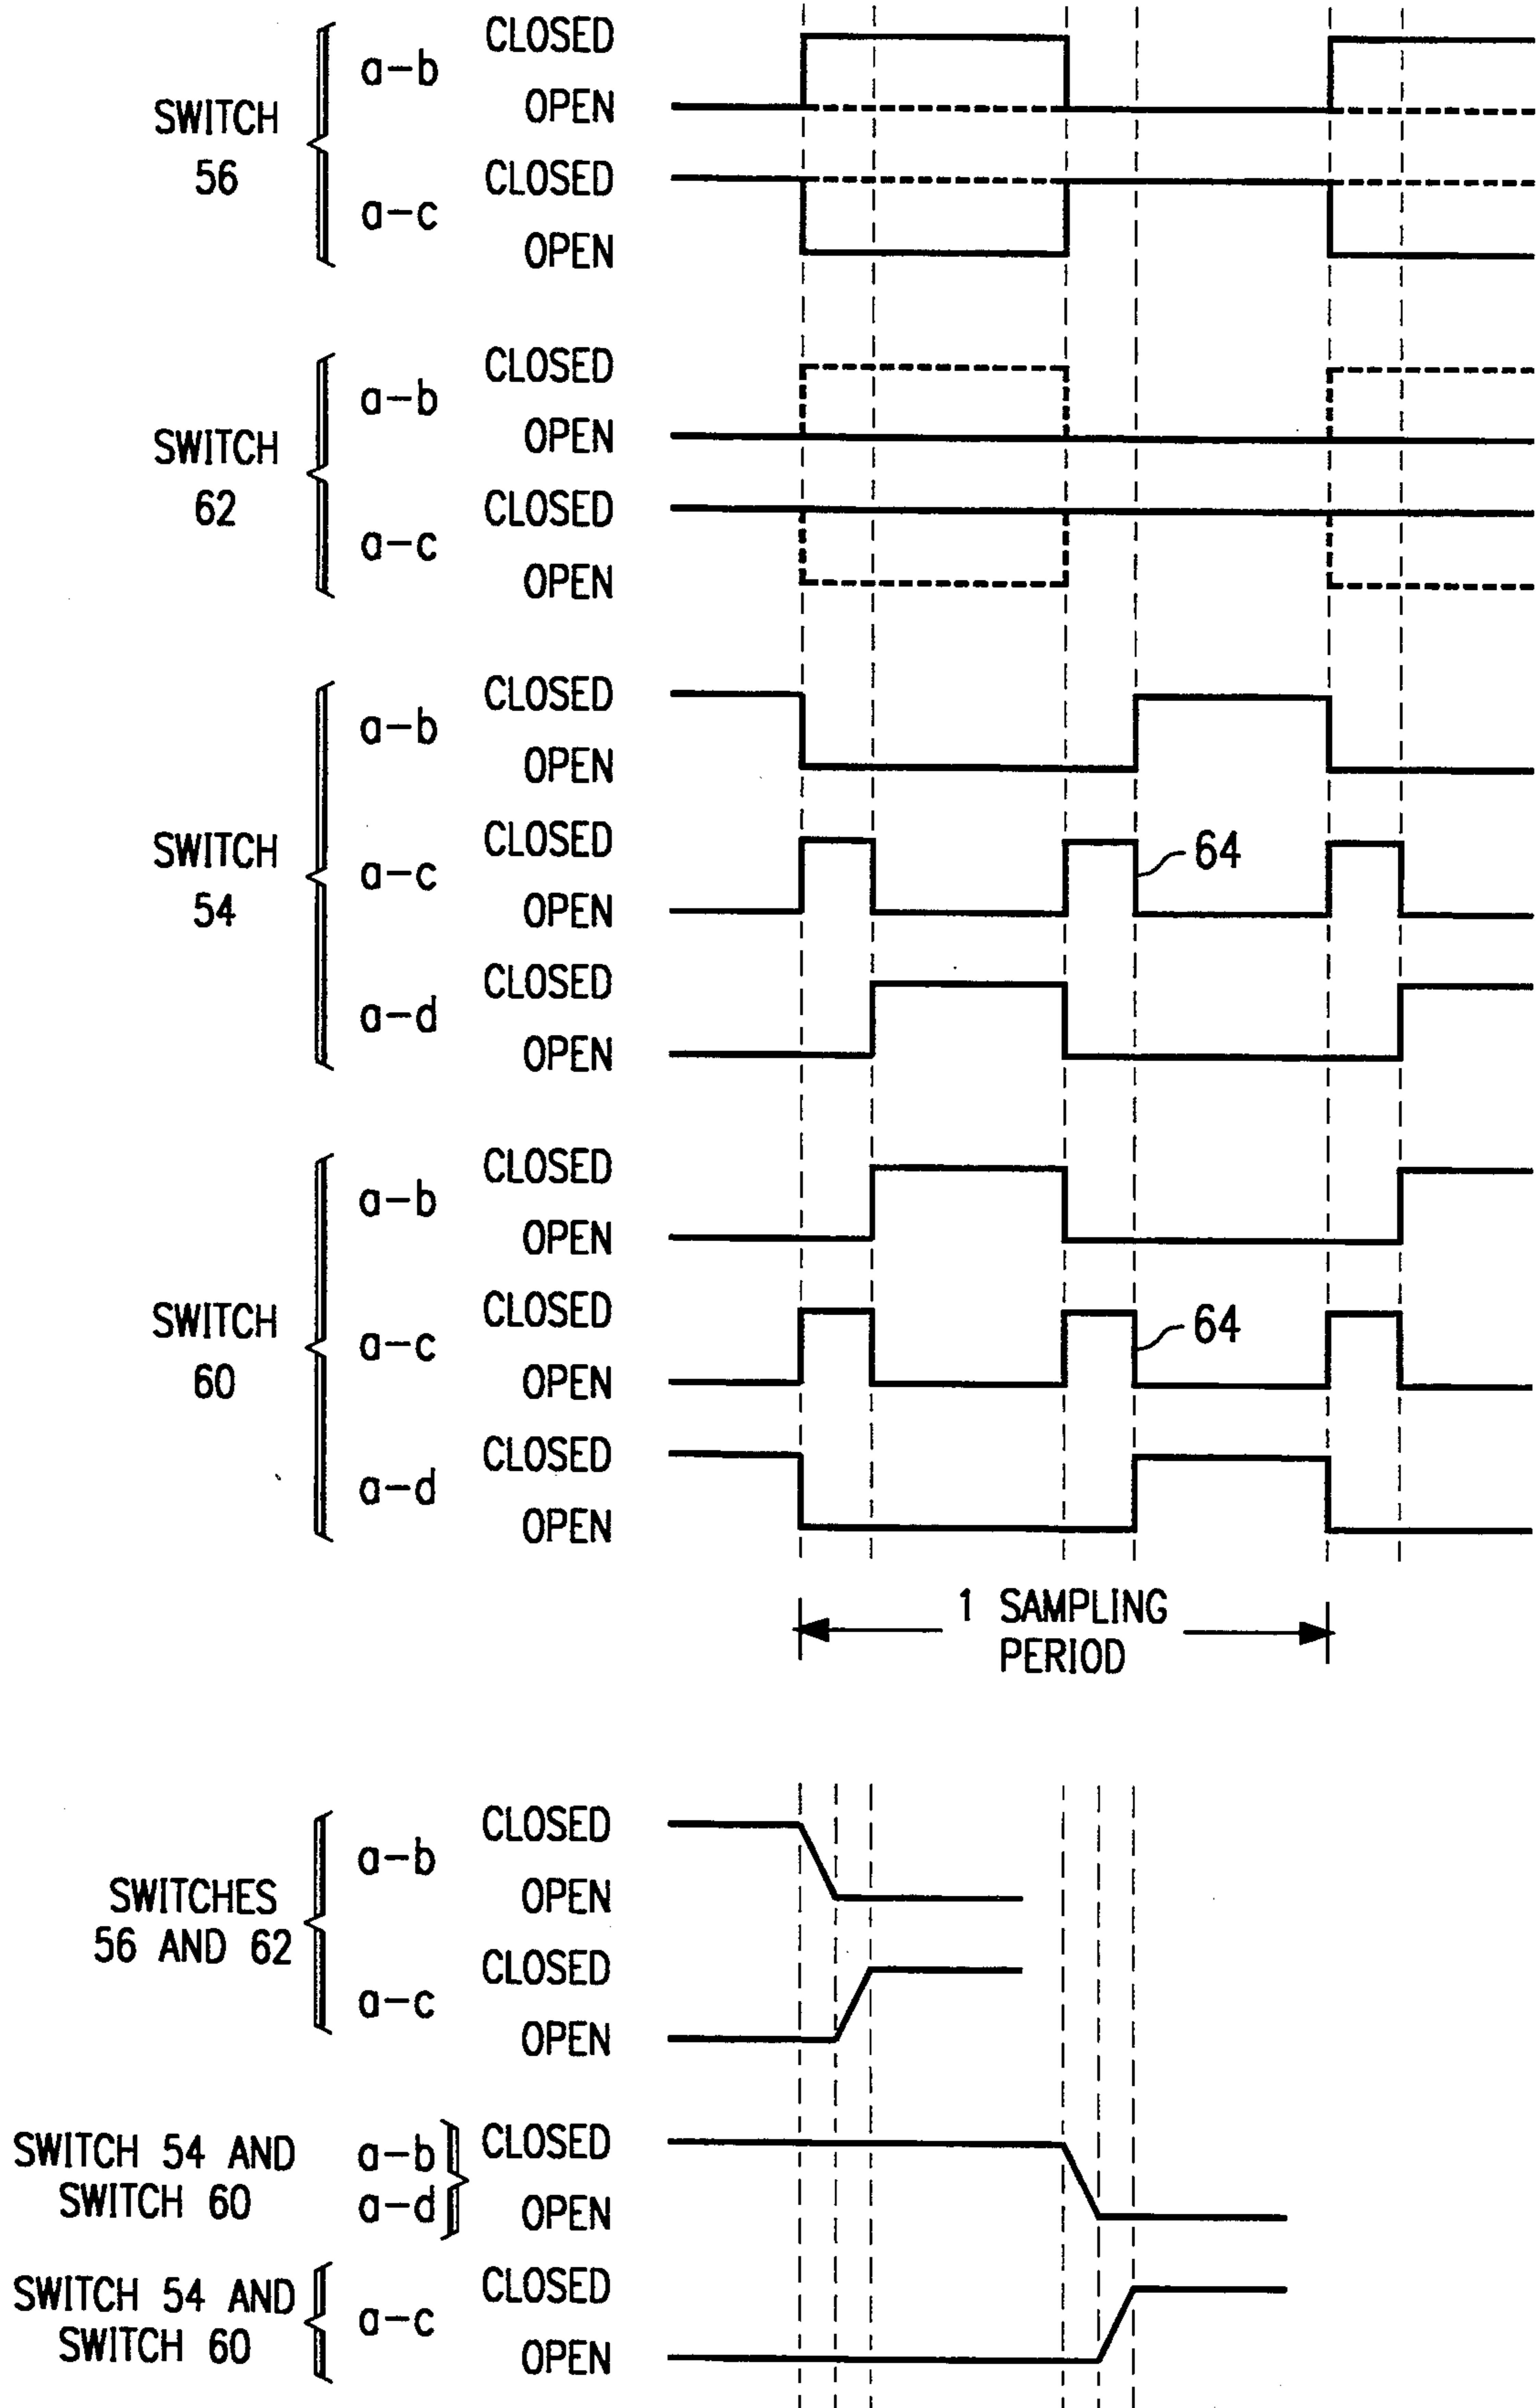 CLOSED
a-b
OPEN
SWITCH
56
CLOSED
a-c
OPEN
CLOSED
a-b
OPEN
SWITCH
62
CLOSED
a-c
OPEN
CLOSED
a-b
OPEN
SWITCH
54
CLOSED
a-c
OPEN
64
CLOSED
a-d
OPEN
CLOSED
a-b
OPEN
SWITCH
60
CLOSED
a-c
OPEN
64
CLOSED
a-d
OPEN
1 SAMPLING
PERIOD
CLOSED
a-b
OPEN
SWITCHES
56 AND 62
CLOSED
a-c
OPEN
SWITCH 54 AND
SWITCH 60
a-b
a-d
CLOSED
OPEN
SWITCH 54 AND
SWITCH 60
a-c
CLOSED
OPEN